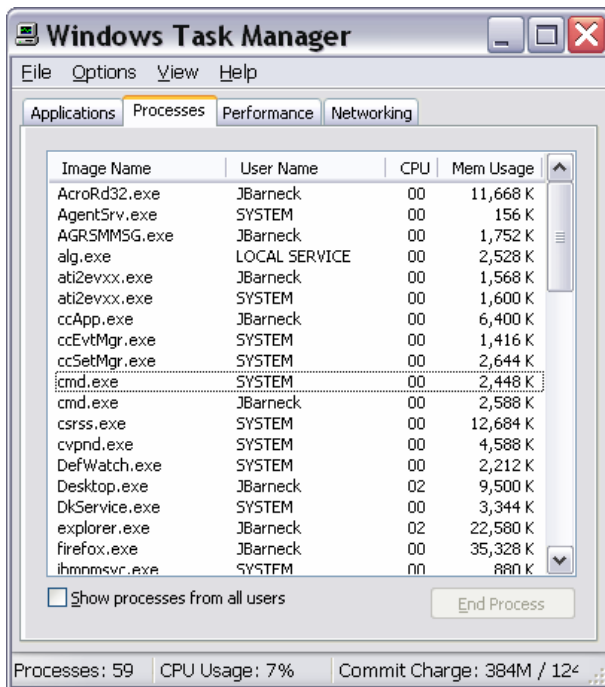 Windows Task Manager
File Options View Help
Applications Processes Performance Networking
Image Name User Name CPU Mem Usage
AcroRd32.exe JBarneck 00 11,668 K
AgentSrv.exe SYSTEM 00 156 K
AGRSMMSG.exe JBarneck 00 1,752 K
alg.exe LOCAL SERVICE 00 2,528 K
ati2evxx.exe JBarneck 00 1,568 K
ati2evxx.exe SYSTEM 00 1,600 K
ccApp.exe JBarneck 00 6,400 K
ccEvtMgr.exe SYSTEM 00 1,416 K
ccSetMgr.exe SYSTEM 00 2,644 K
cmd.exe SYSTEM 00 2,448 K
cmd.exe JBarneck 00 2,588 K
csrss.exe SYSTEM 00 12,684 K
cvpnd.exe SYSTEM 00 4,588 K
DefWatch.exe SYSTEM 00 2,212 K
Desktop.exe JBarneck 02 9,500 K
DkService.exe SYSTEM 00 3,344 K
explorer.exe JBarneck 02 22,580 K
firefox.exe JBarneck 00 35,328 K
ibmpmsvc.exe SYSTEM 00 880 K
Show processes from all users End Process
Processes: 59 CPU Usage: 7% Commit Charge: 384M / 124